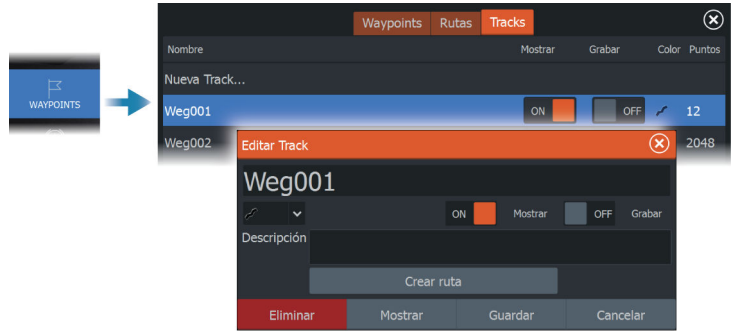 Waypoints Rutas Tracks
Nombre Mostrar Grabar Color Puntos
Nueva Track...
WAYPOINTS
Weg001 ON OFF 12
Weg002 2048
Editar Track
Weg001
ON Mostrar OFF Grabar
Descripción
Crear ruta
Eliminar Mostrar Guardar Cancelar